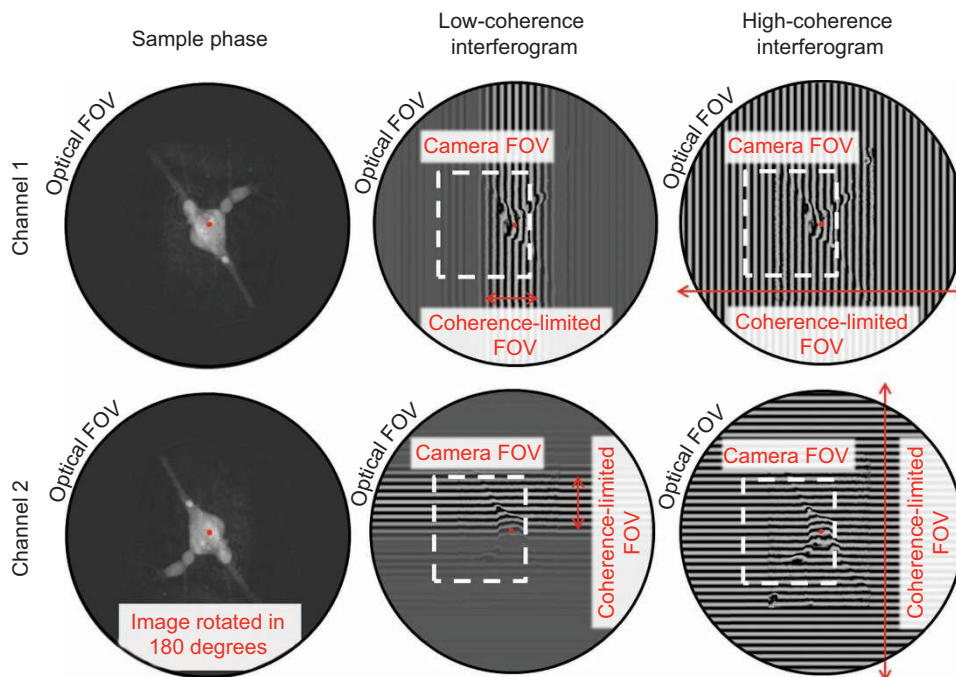 Sample phase
Low-coherence
interferogram
High-coherence
interferogram
Channel 1
Optical FOV
Optical FOV
Camera FOV
Coherence-limited
FOV
Optical FOV
Camera FOV
Coherence-limited
FOV
Channel 2
Optical FOV
Image rotated in
180 degrees
Optical FOV
Camera FOV
Coherence-limited
FOV
Optical FOV
Camera FOV
Coherence-limited
FOV